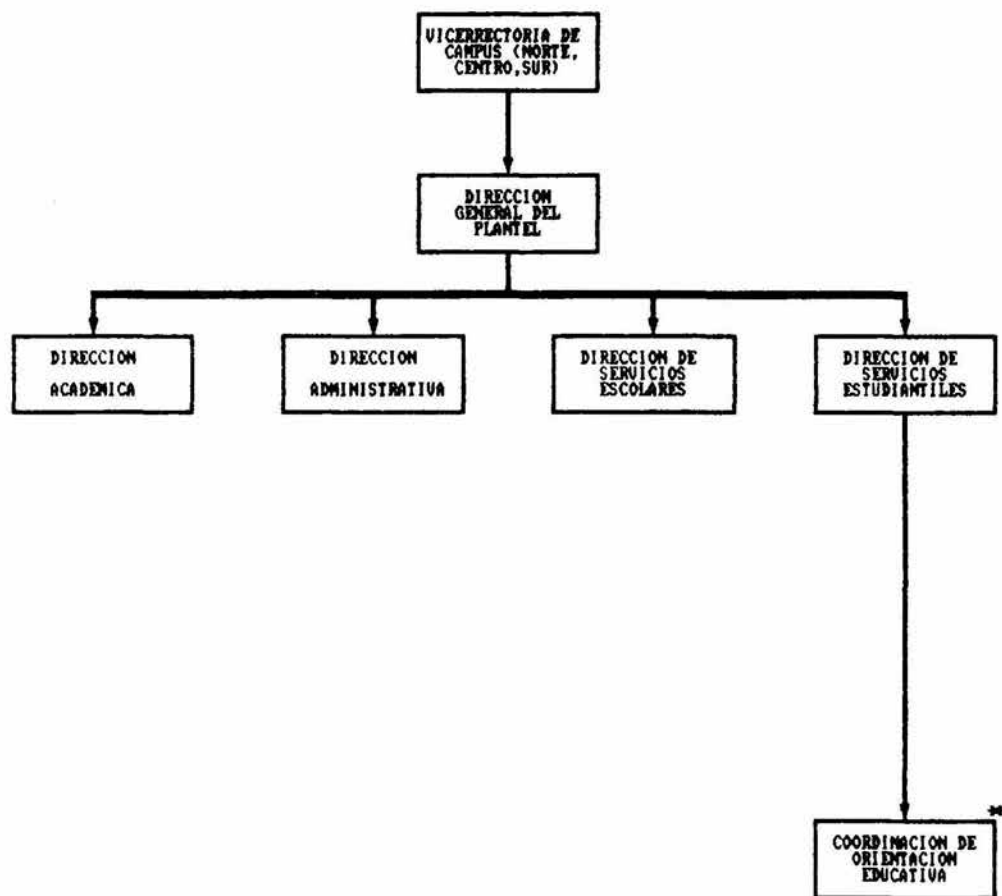 VICERRECTORIA DE
CAMPUS (NORTE,
CENTRO,SUR)
DIRECCION
GENERAL DEL
PLANTEL
DIRECCION
ACADEMICA
DIRECCION
ADMINISTRATIVA
DIRECCION DE
SERVICIOS
ESCOLARES
DIRECCION DE
SERVICIOS
ESTUDIANTILES
*
COORDINACION DE
ORIENTACION
EDUCATIVA